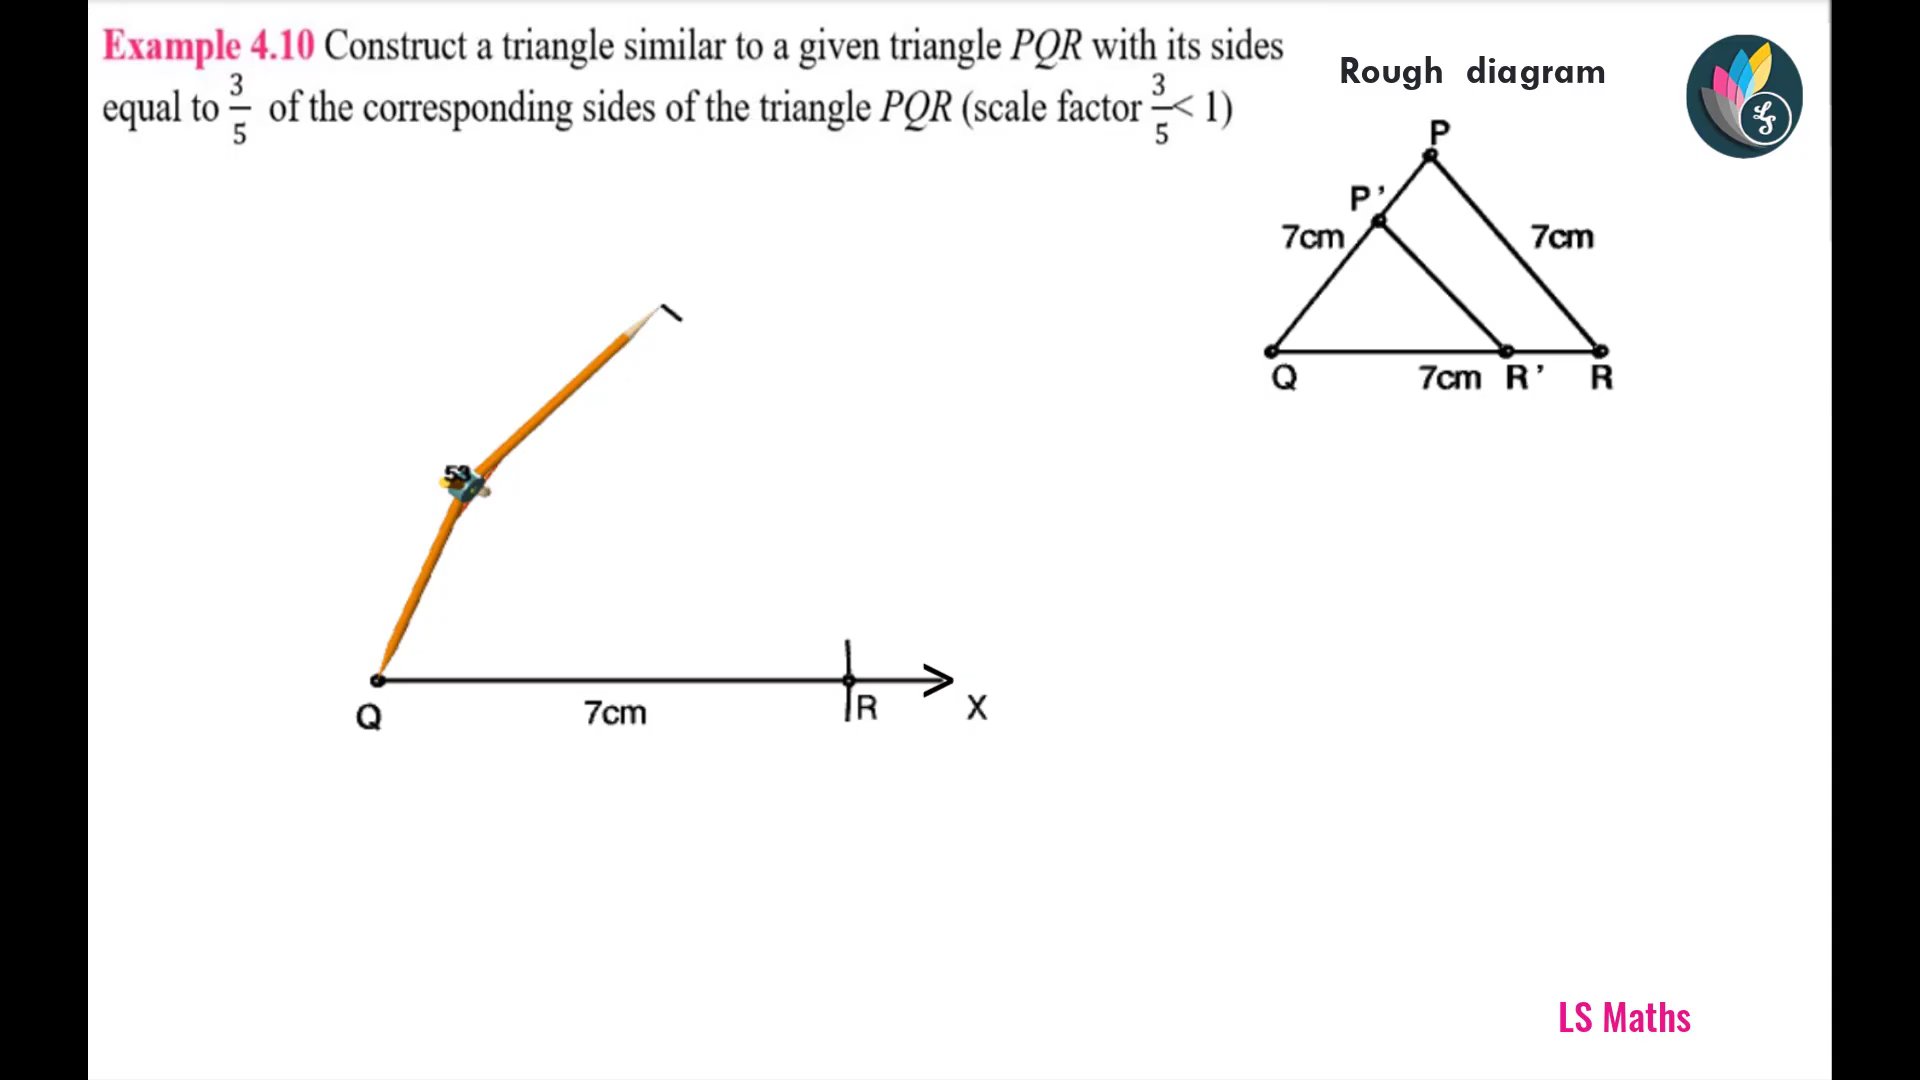 Example 4.10 Construct a triangle similar to a given triangle PQR with its sides
equal to 3/5 of the corresponding sides of the triangle PQR (scale factor 3/5 < 1)
Rough diagram
LS
P
P'
7cm
7cm
Q
7cm
R'
R
53
Q
7cm
R
X
LS Maths